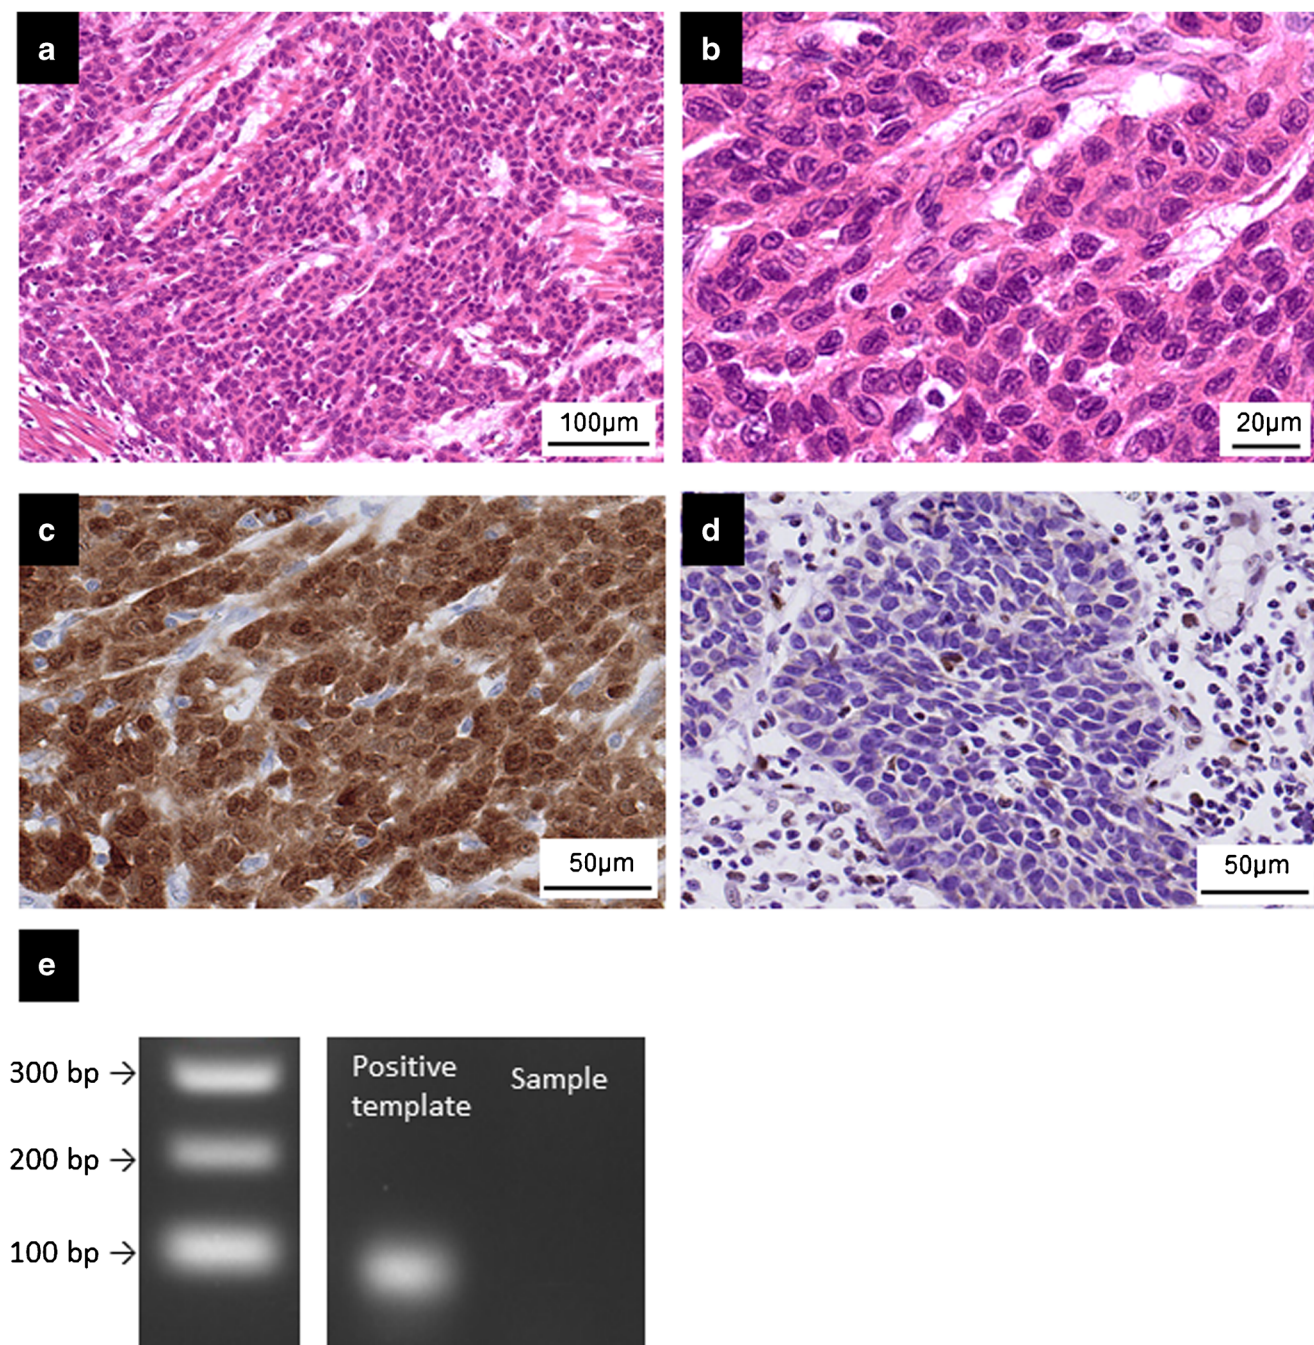 a
b
100μm
20μm
c
d
50μm
50μm
e
300 bp →
200 bp →
100 bp →
Positive
template
Sample